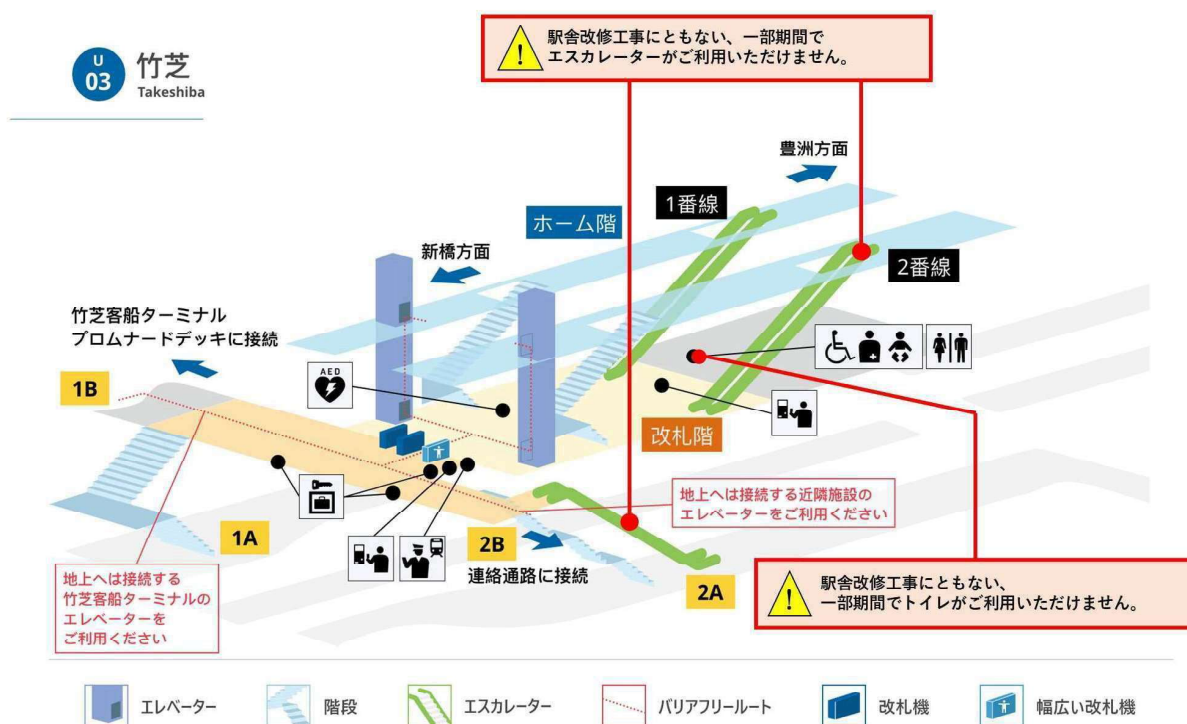 U
03
竹芝
Takeshiba
駅舎改修工事にともない、一部期間で
エスカレーターがご利用いただけません。
豊洲方面
1番線
ホーム階
2番線
新橋方面
竹芝客船ターミナル
プロムナードデッキに接続
1B
AED
改札階
地上へは接続する近隣施設の
エレベーターをご利用ください
1A
2B
連絡通路に接続
2A
地上へは接続する
竹芝客船ターミナルの
エレベーターを
ご利用ください
駅舎改修工事にともない、
一部期間でトイレがご利用いただけません。
エレベーター
階段
エスカレーター
バリアフリールート
改札機
幅広い改札機